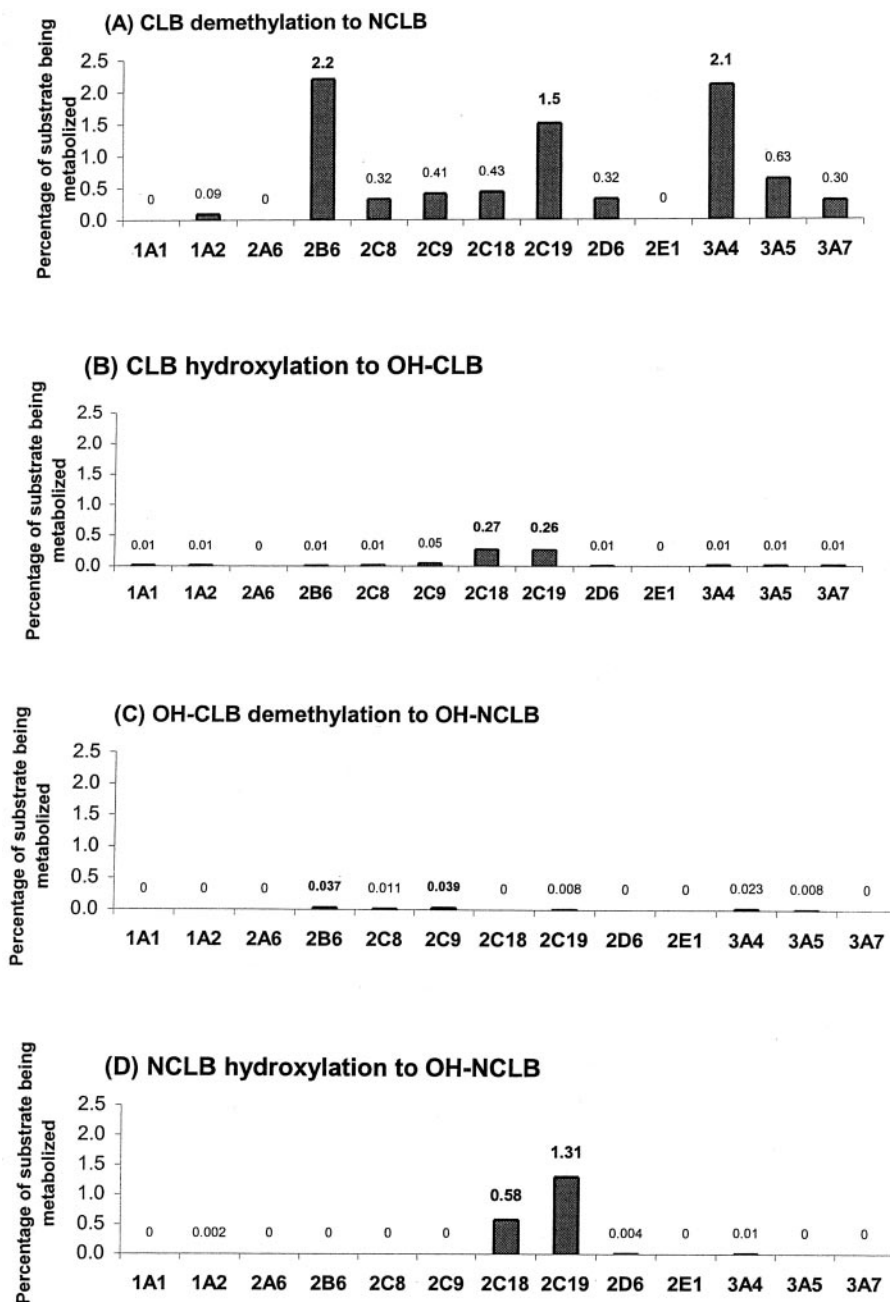 (A) CLB demethylation to NCLB
Percentage of substrate being
metabolized
2.5
2.0
1.5
1.0
0.5
0.0
0 0.09 0 2.2 0.32 0.41 0.43 1.5 0.32 0 2.1 0.63 0.30
1A1 1A2 2A6 2B6 2C8 2C9 2C18 2C19 2D6 2E1 3A4 3A5 3A7
(B) CLB hydroxylation to OH-CLB
Percentage of substrate being
metabolized
2.5
2.0
1.5
1.0
0.5
0.0
0.01 0.01 0 0.01 0.01 0.05 0.27 0.26 0.01 0 0.01 0.01 0.01
1A1 1A2 2A6 2B6 2C8 2C9 2C18 2C19 2D6 2E1 3A4 3A5 3A7
(C) OH-CLB demethylation to OH-NCLB
Percentage of substrate being
metabolized
2.5
2.0
1.5
1.0
0.5
0.0
0 0 0 0.037 0.011 0.039 0 0.008 0 0 0.023 0.008 0
1A1 1A2 2A6 2B6 2C8 2C9 2C18 2C19 2D6 2E1 3A4 3A5 3A7
(D) NCLB hydroxylation to OH-NCLB
Percentage of substrate being
metabolized
2.5
2.0
1.5
1.0
0.5
0.0
0 0.002 0 0 0 0 0.58 1.31 0.004 0 0.01 0 0
1A1 1A2 2A6 2B6 2C8 2C9 2C18 2C19 2D6 2E1 3A4 3A5 3A7